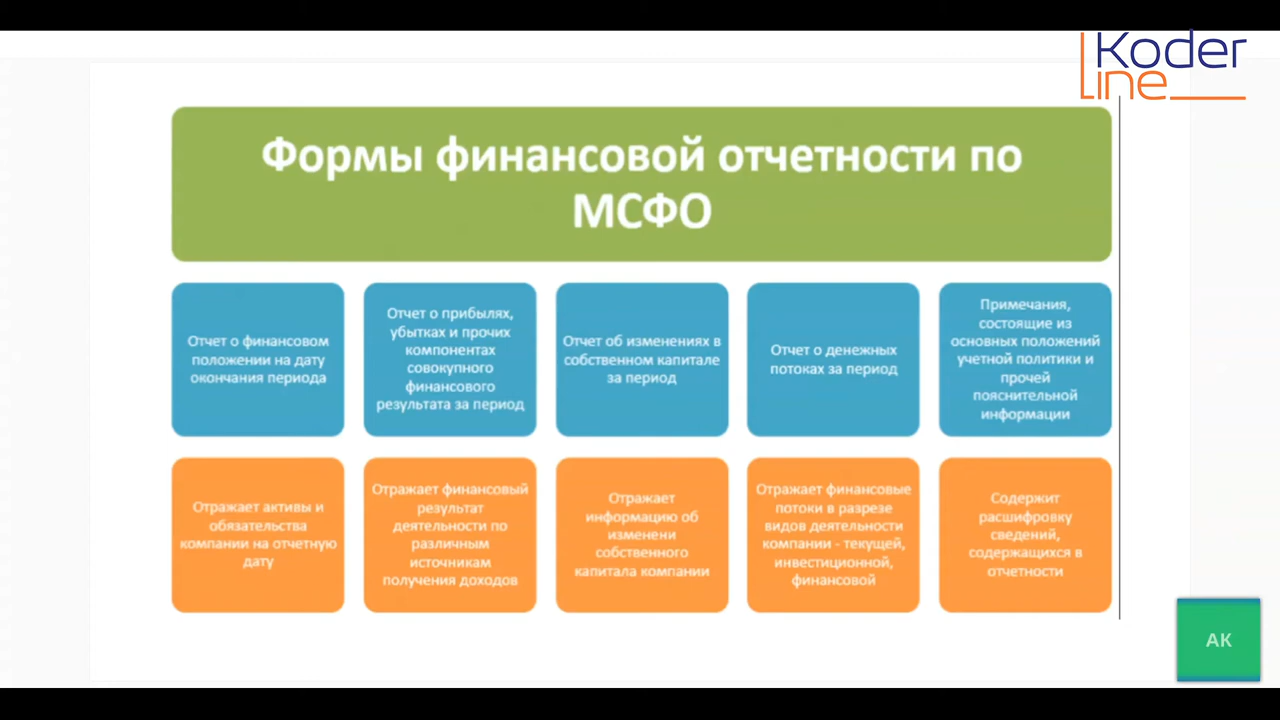 Koder
Line
Формы финансовой отчетности по
МСФО
Отчет о финансовом
положении на дату
окончания периода
Отчет о прибылях,
убытках и прочих
компонентах
совокупного
финансового
результата за период
Отчет об изменениях в
собственном капитале
за период
Отчет о денежных
потоках за период
Примечания,
состоящие из
основных положений
учетной политики и
прочей
пояснительной
информации
Отражает активы и
обязательства
компании на отчетную
дату
Отражает финансовый
результат
деятельности по
различным
источникам
получения доходов
Отражает
информацию об
изменени
собственного
капитала компании
Отражает финансовые
потоки в разрезе
видов деятельности
компании - текущей,
инвестиционной,
финансовой
Содержит
расшифровку
сведений,
содержащихся в
отчетности
АК